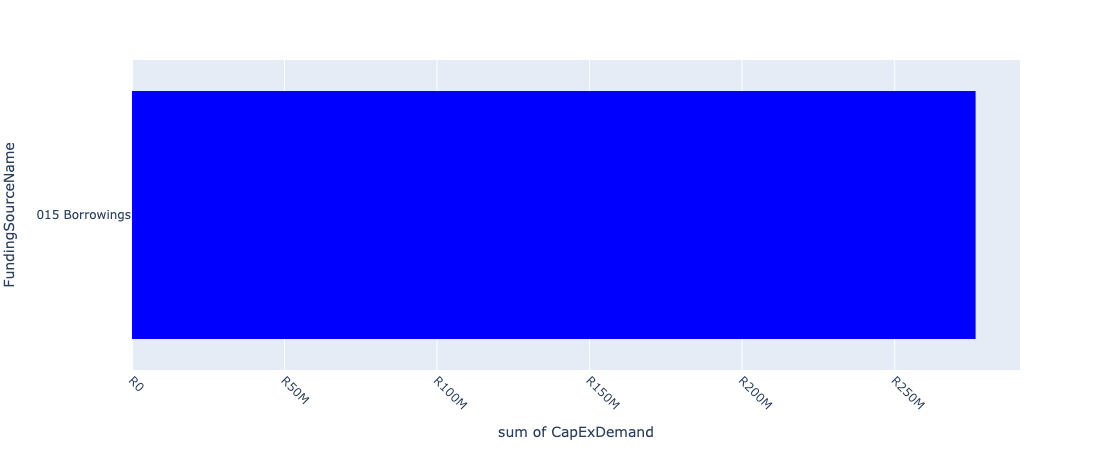 FundingSourceName
015 Borrowings
R0
R50M
R100M
R150M
R200M
R250M
sum of CapExDemand